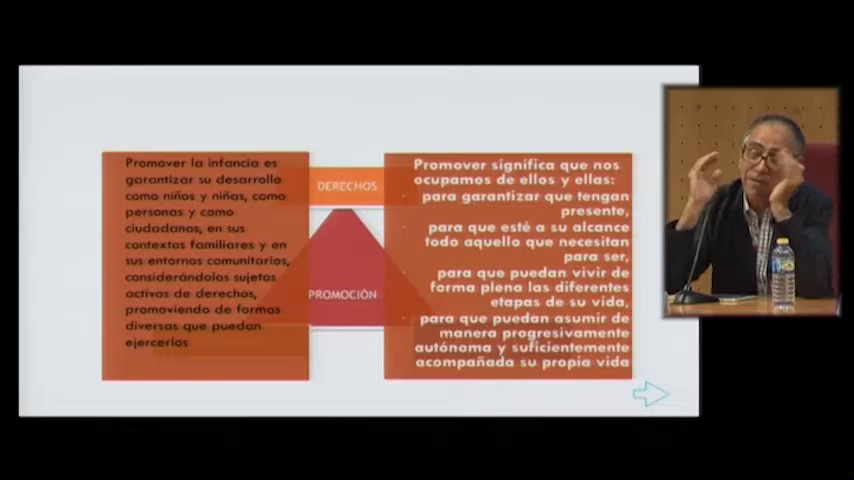 Promover la infancia es
garantizar su desarrollo
como niños y niñas, como
personas y como
ciudadanas, en sus
contextos familiares y en
sus entornos comunitarios,
considerándolos sujetos
activos de derechos,
promoviendo de formas
diversas que puedan
ejercerlos
DERECHOS
PROMOCIÓN
Promover significa que nos
ocupamos de ellos y ellas:
para garantizar que tengan
presente,
para que esté a su alcance
todo aquello que necesitan
para ser,
para que puedan vivir de
forma plena las diferentes
etapas de su vida,
para que puedan asumir de
manera progresivamente
autónoma y suficientemente
acompañada su propia vida